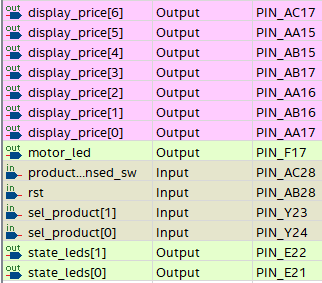 out display_price[6] Output PIN_AC17
out display_price[5] Output PIN_AA15
out display_price[4] Output PIN_AB15
out display_price[3] Output PIN_AB17
out display_price[2] Output PIN_AA16
out display_price[1] Output PIN_AB16
out display_price[0] Output PIN_AA17
out motor_led Output PIN_F17
in product...nsed_sw Input PIN_AC28
in rst Input PIN_AB28
in sel_product[1] Input PIN_Y23
in sel_product[0] Input PIN_Y24
out state_leds[1] Output PIN_E22
out state_leds[0] Output PIN_E21